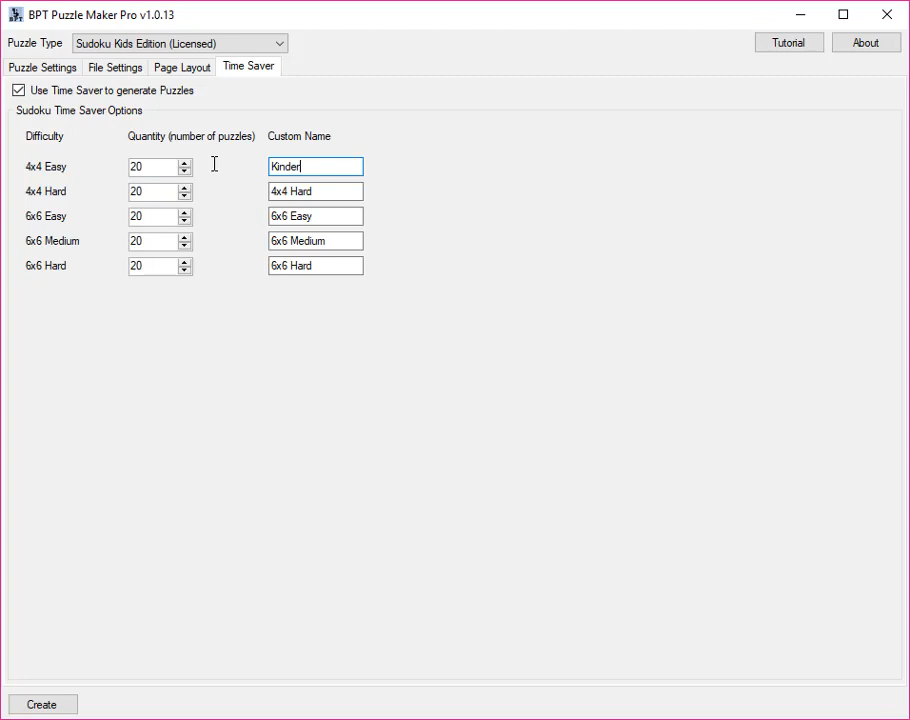 BPT Puzzle Maker Pro v1.0.13
Puzzle Type Sudoku Kids Edition (Licensed) Tutorial About
Puzzle Settings File Settings Page Layout Time Saver
Use Time Saver to generate Puzzles
Sudoku Time Saver Options
Difficulty Quantity (number of puzzles) Custom Name
4x4 Easy 20 Kinder
4x4 Hard 20 4x4 Hard
6x6 Easy 20 6x6 Easy
6x6 Medium 20 6x6 Medium
6x6 Hard 20 6x6 Hard
Create